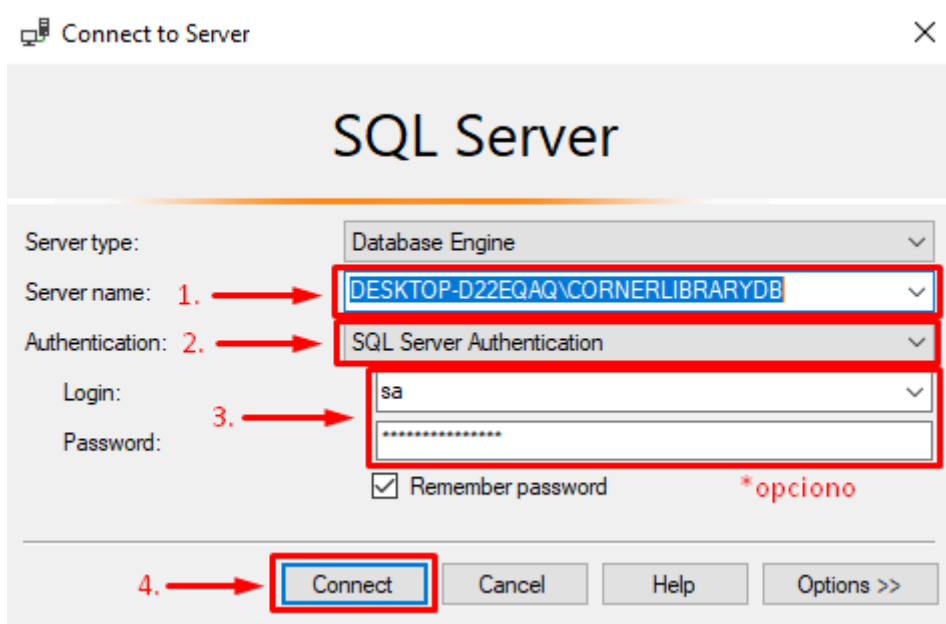 Connect to Server
SQL Server
Server type: Database Engine
Server name: 1. DESKTOP-D22EQAQ\CORNERLIBRARYDB
Authentication: 2. SQL Server Authentication
Login: sa
3.
Password: ***************
Remember password *opciono
4. Connect Cancel Help Options >>